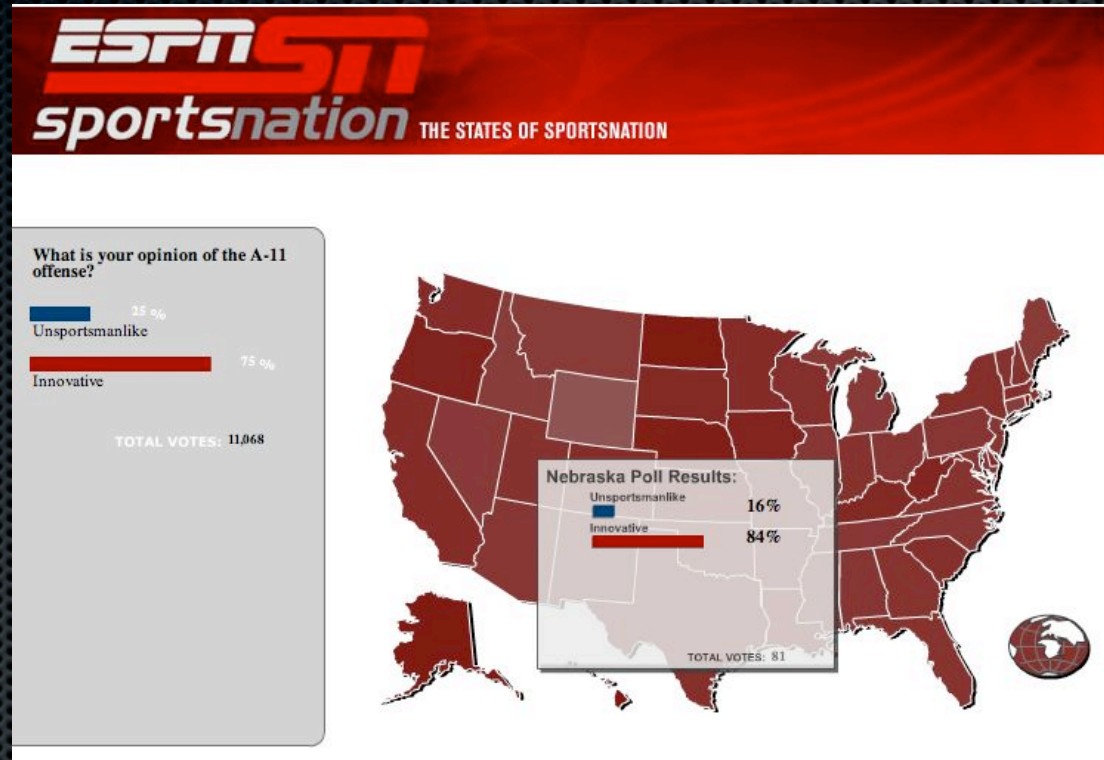 ESPN SN
sportsnation THE STATES OF SPORTSNATION
What is your opinion of the A-11
offense?
25 %
Unsportsmanlike
75 %
Innovative
TOTAL VOTES: 11,068
Nebraska Poll Results:
Unsportsmanlike
16%
Innovative
84%
TOTAL VOTES: 81